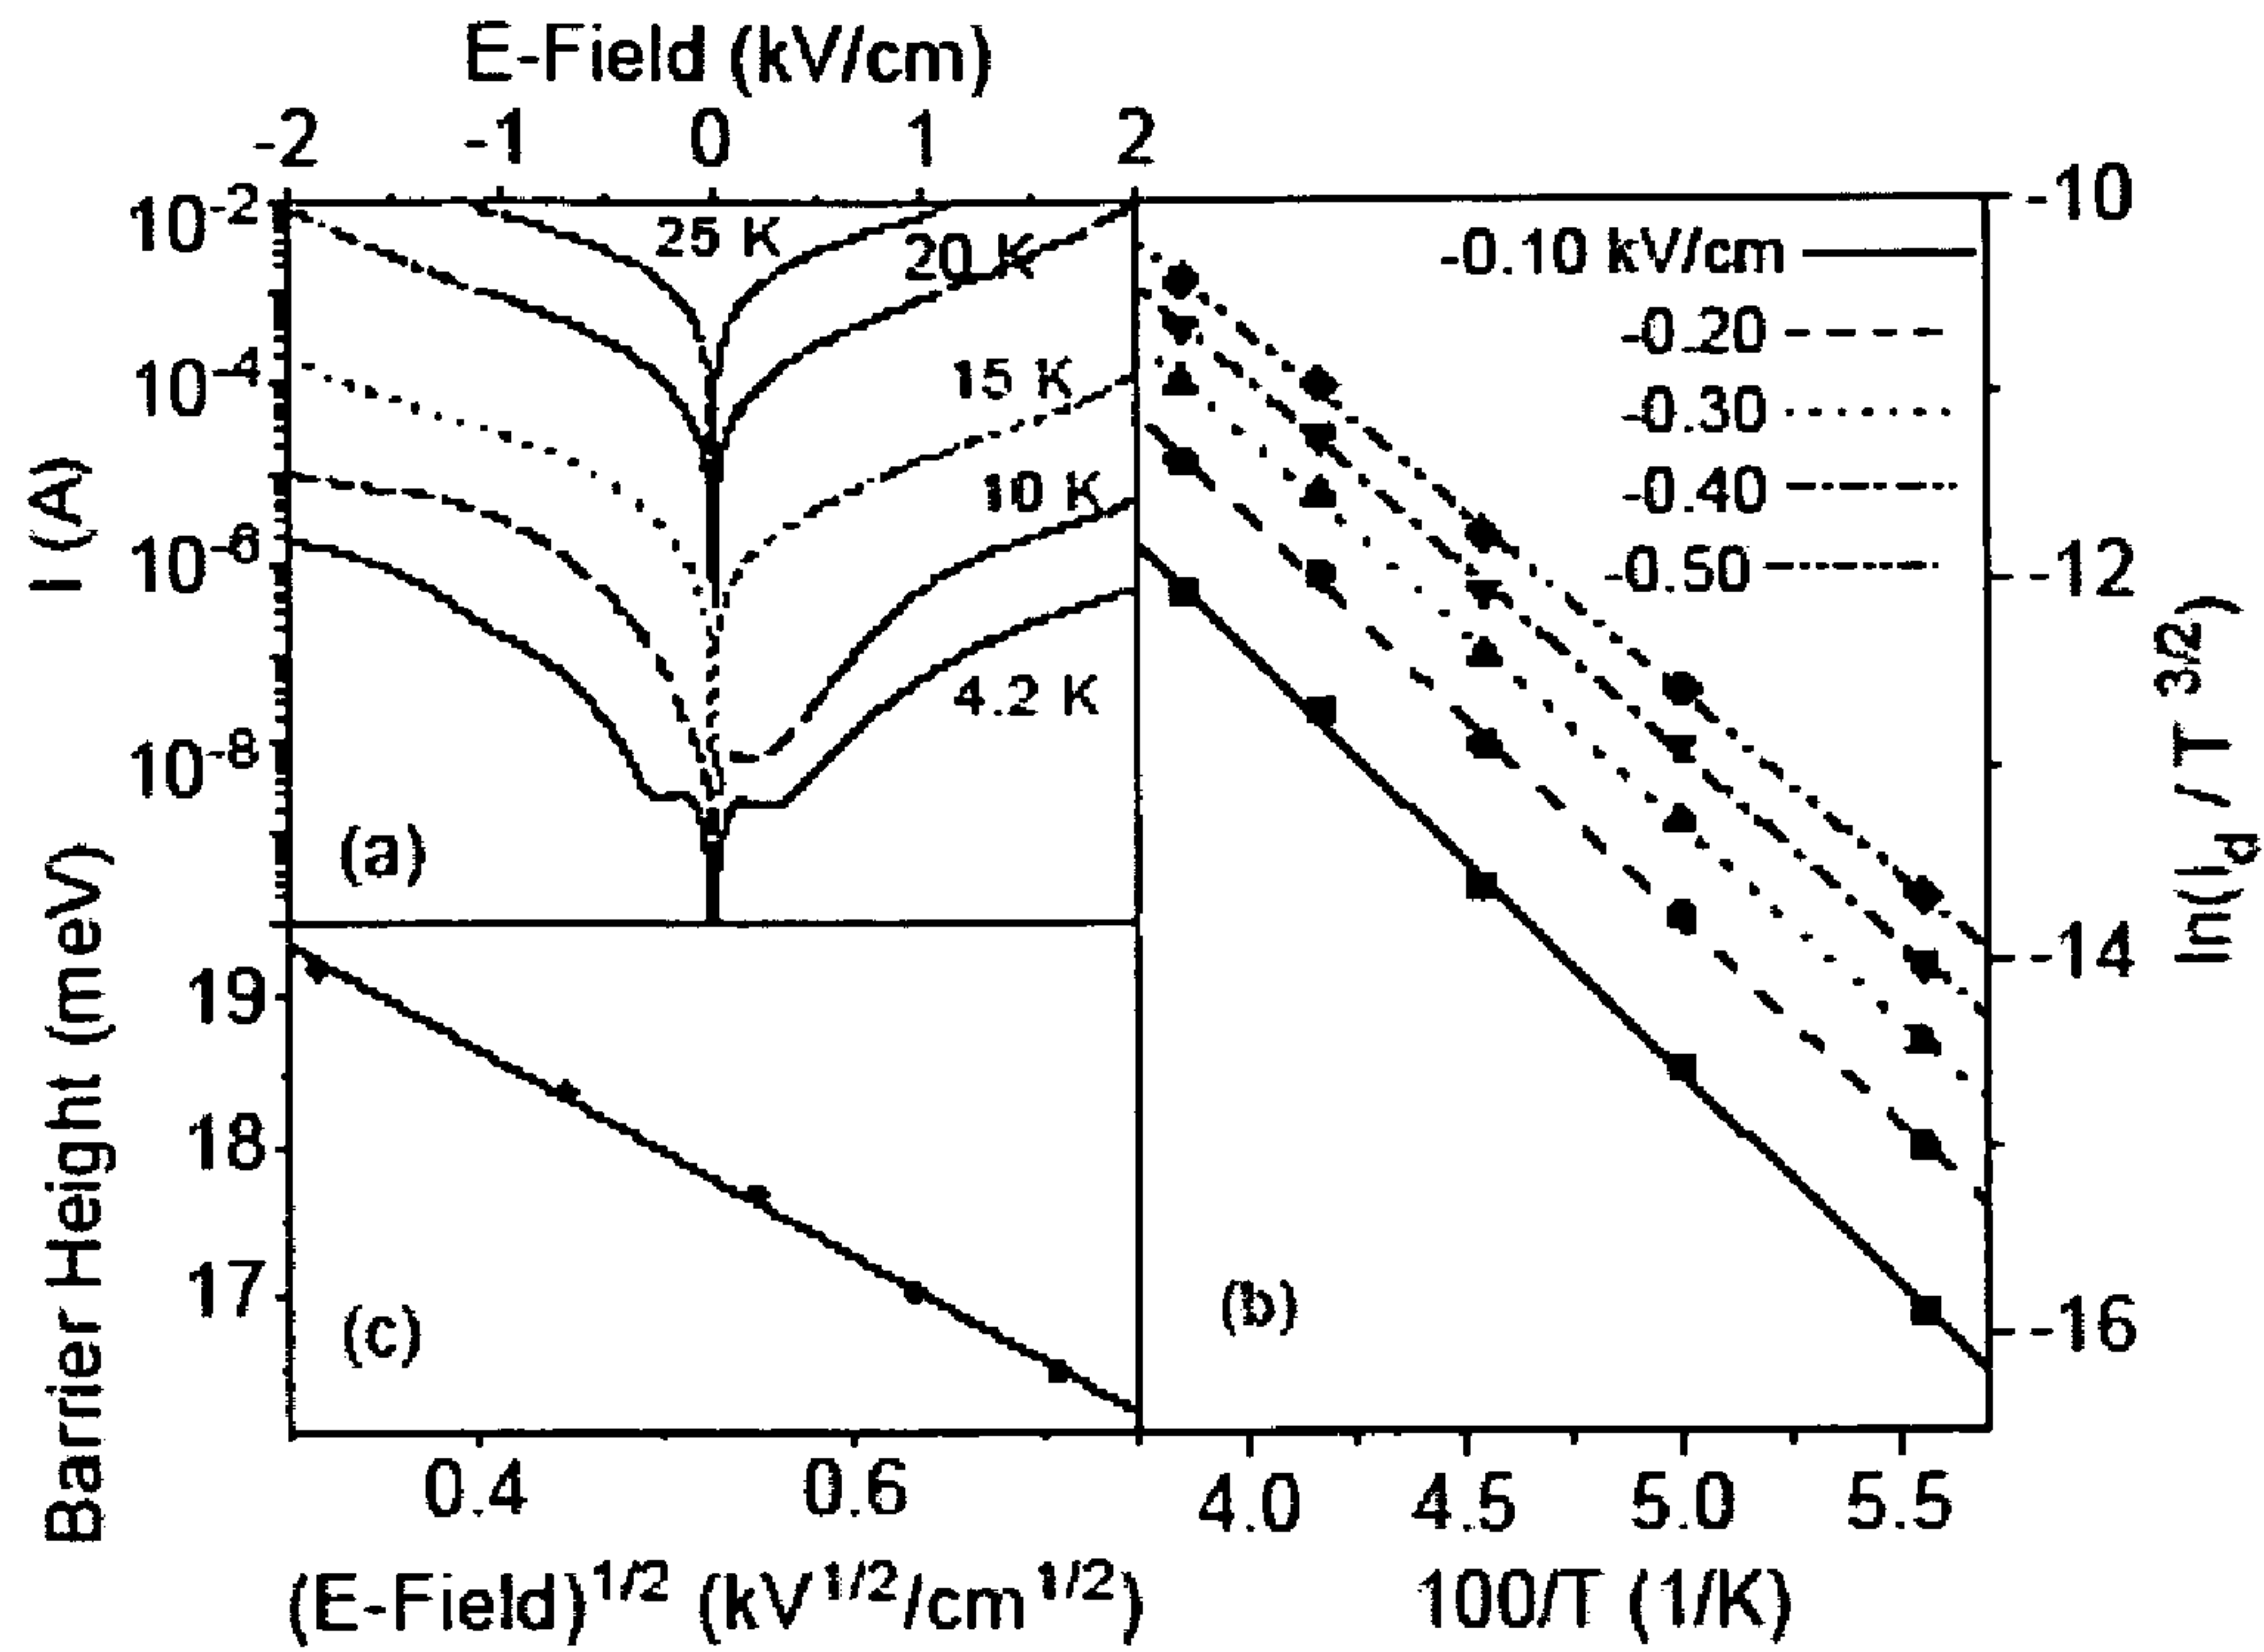 E-Field (kV/cm)
-2 -1 0 1 2
10-2
10-4
10-6
10-8
I (A)
25 K
20 K
15 K
10 K
4.2 K
(a)
-0.10 kV/cm
-0.20
-0.30
-0.40
-0.50
-10
-12
-14
-16
ln(Id / T 3/2)
(b)
4.0 4.5 5.0 5.5
100/T (1/K)
Barrier Height (meV)
19
18
17
(c)
0.4 0.6
(E-Field)1/2 (kV1/2/cm1/2)